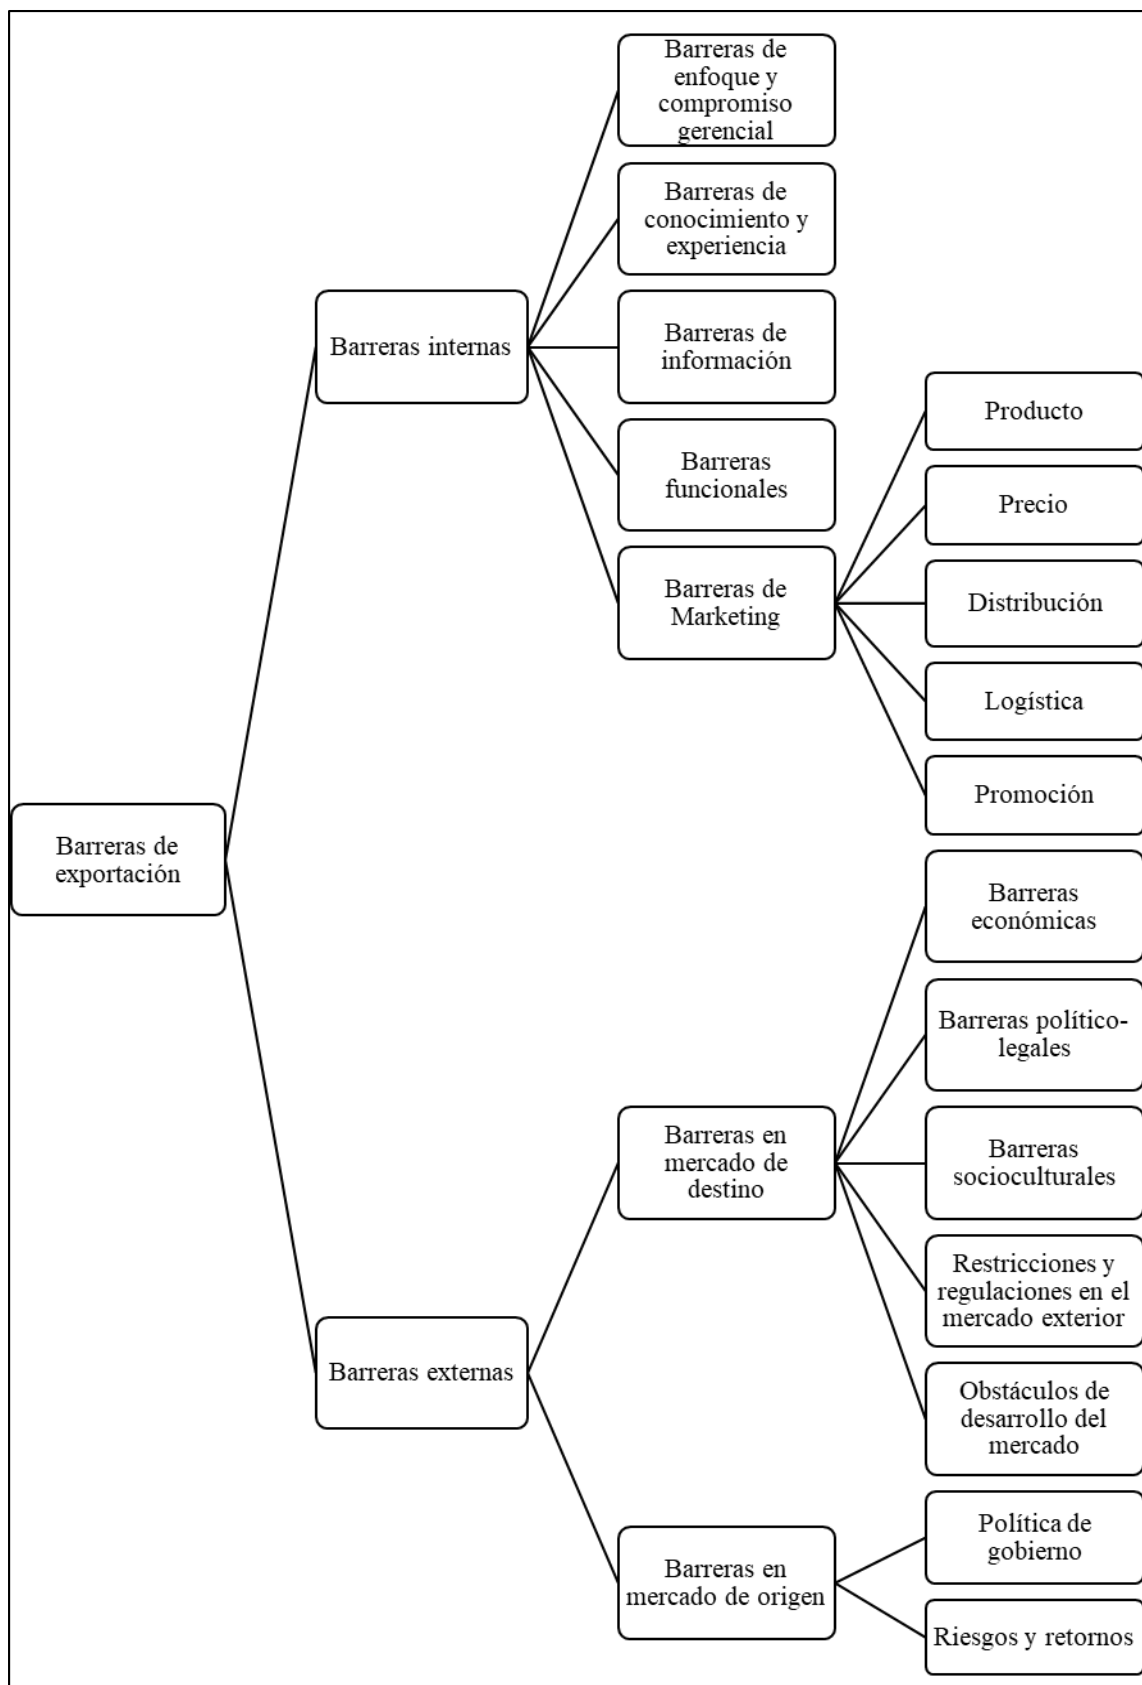 Barreras de
exportación
Barreras internas
Barreras de
enfoque y
compromiso
gerencial
Barreras de
conocimiento y
experiencia
Barreras de
información
Barreras
funcionales
Barreras de
Marketing
Producto
Precio
Distribución
Logística
Promoción
Barreras externas
Barreras en
mercado de
destino
Barreras
económicas
Barreras político-
legales
Barreras
socioculturales
Restricciones y
regulaciones en el
mercado exterior
Obstáculos de
desarrollo del
mercado
Barreras en
mercado de origen
Política de
gobierno
Riesgos y retornos